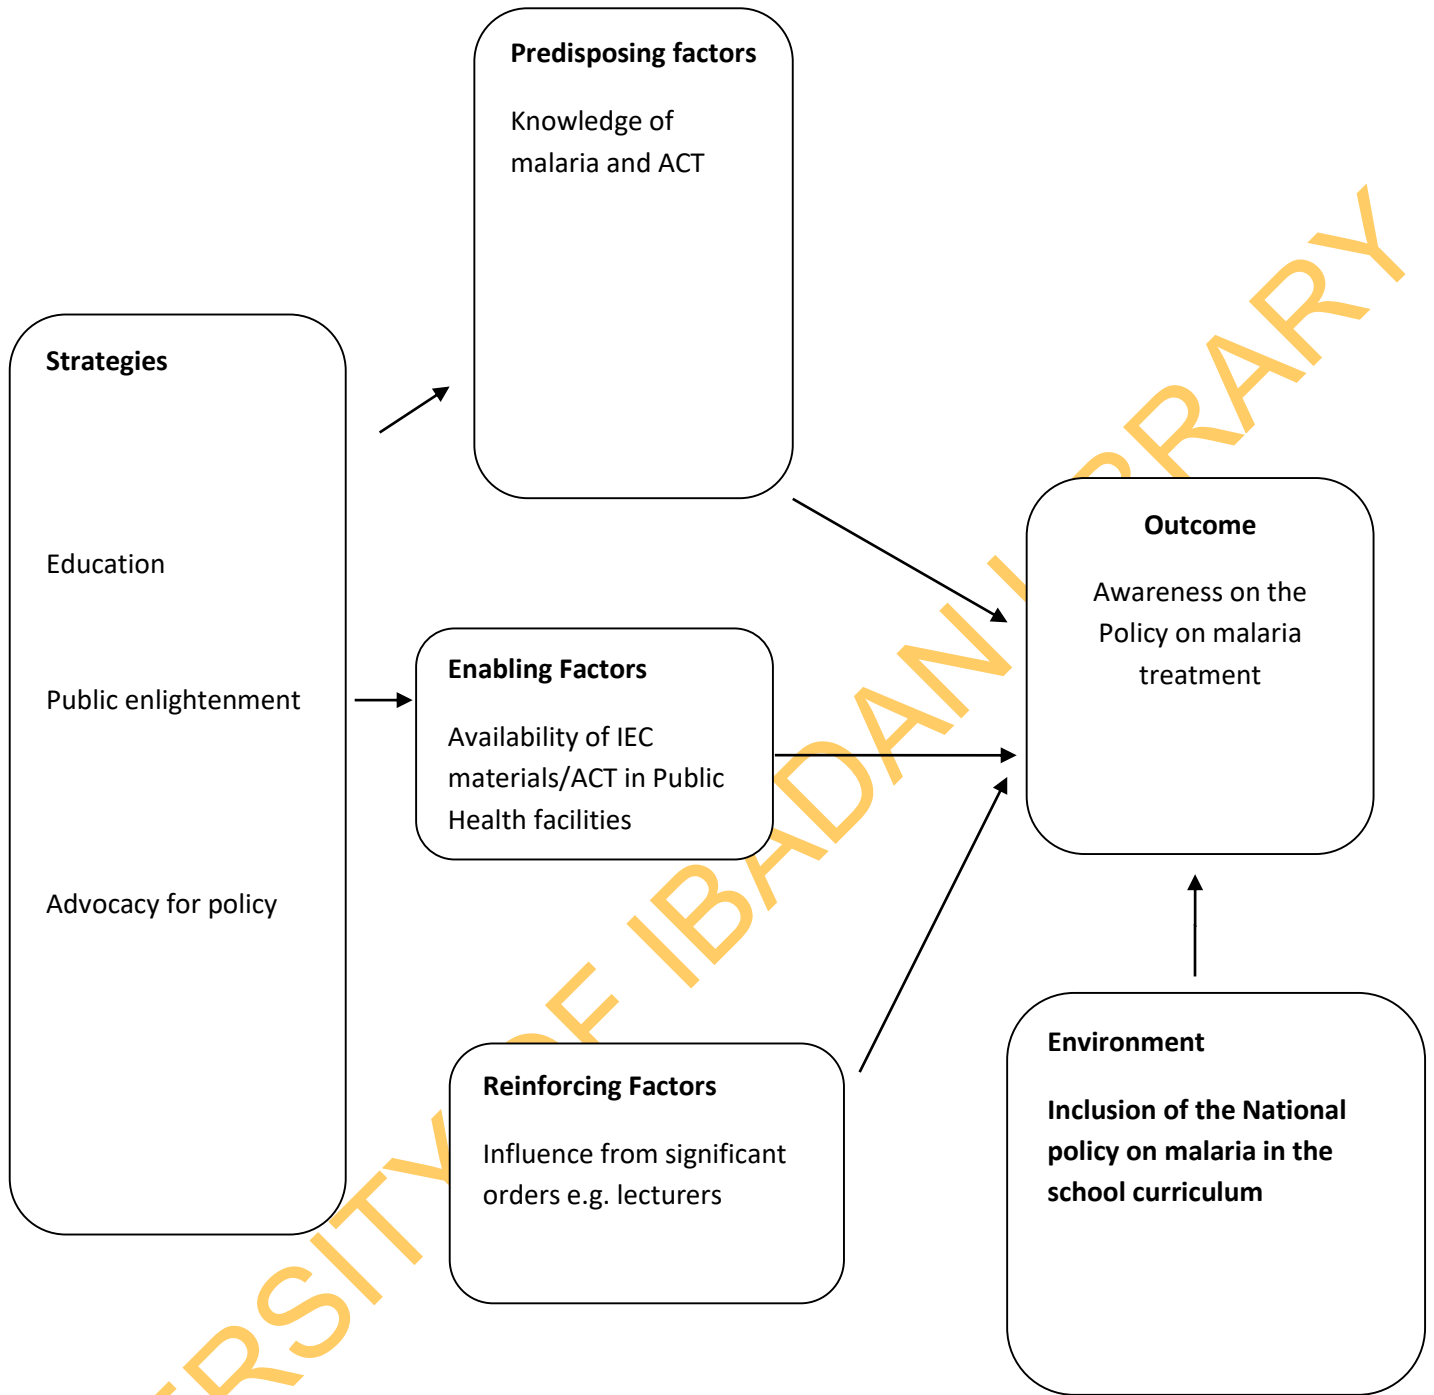 Predisposing factors
Knowledge of
malaria and ACT
Strategies
Education
Public enlightenment
Advocacy for policy
Enabling Factors
Availability of IEC
materials/ACT in Public
Health facilities
Reinforcing Factors
Influence from significant
orders e.g. lecturers
Outcome
Awareness on the
Policy on malaria
treatment
Environment
Inclusion of the National
policy on malaria in the
school curriculum
OF IBADAN